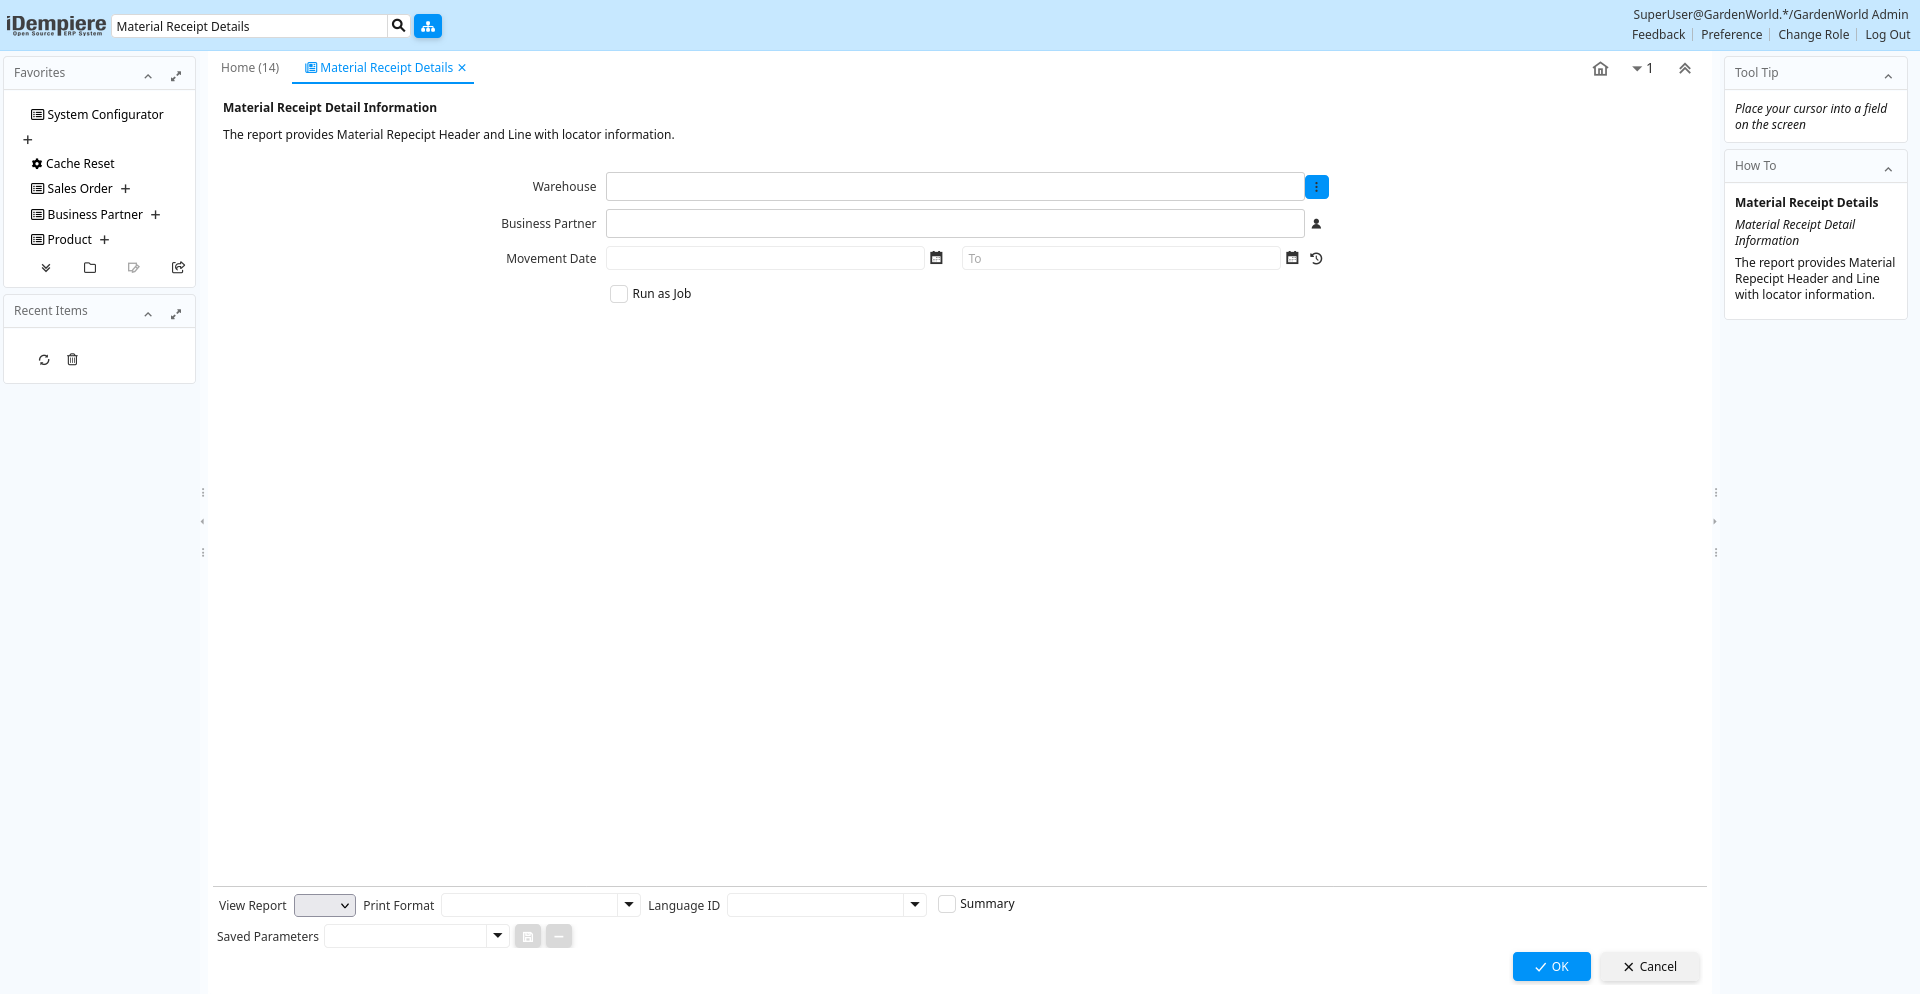 iDempiere
Open Source ERP System
Material Receipt Details
SuperUser@GardenWorld.*/GardenWorld Admin
Feedback
Preference
Change Role
Log Out
Favorites
System Configurator
Cache Reset
Sales Order
Business Partner
Product
Recent Items
Home (14)
Material Receipt Details
1
Material Receipt Detail Information
The report provides Material Repecipt Header and Line with locator information.
Warehouse
Business Partner
Movement Date
To
Run as Job
View Report
Print Format
Language ID
Summary
Saved Parameters
OK
Cancel
Tool Tip
Place your cursor into a field
on the screen
How To
Material Receipt Details
Material Receipt Detail
Information
The report provides Material
Repecipt Header and Line
with locator information.